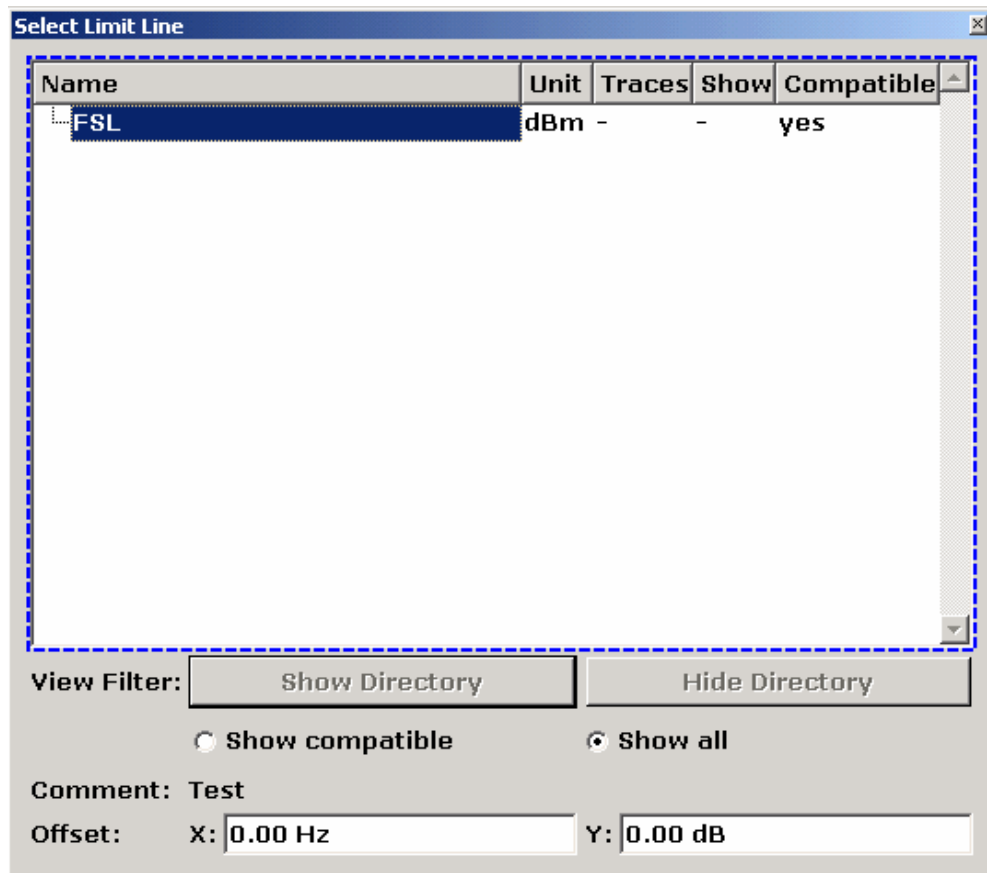 Select Limit Line
Name Unit Traces Show Compatible
FSL dBm - - yes
View Filter: Show Directory Hide Directory
Show compatible Show all
Comment: Test
Offset: X: 0.00 Hz Y: 0.00 dB